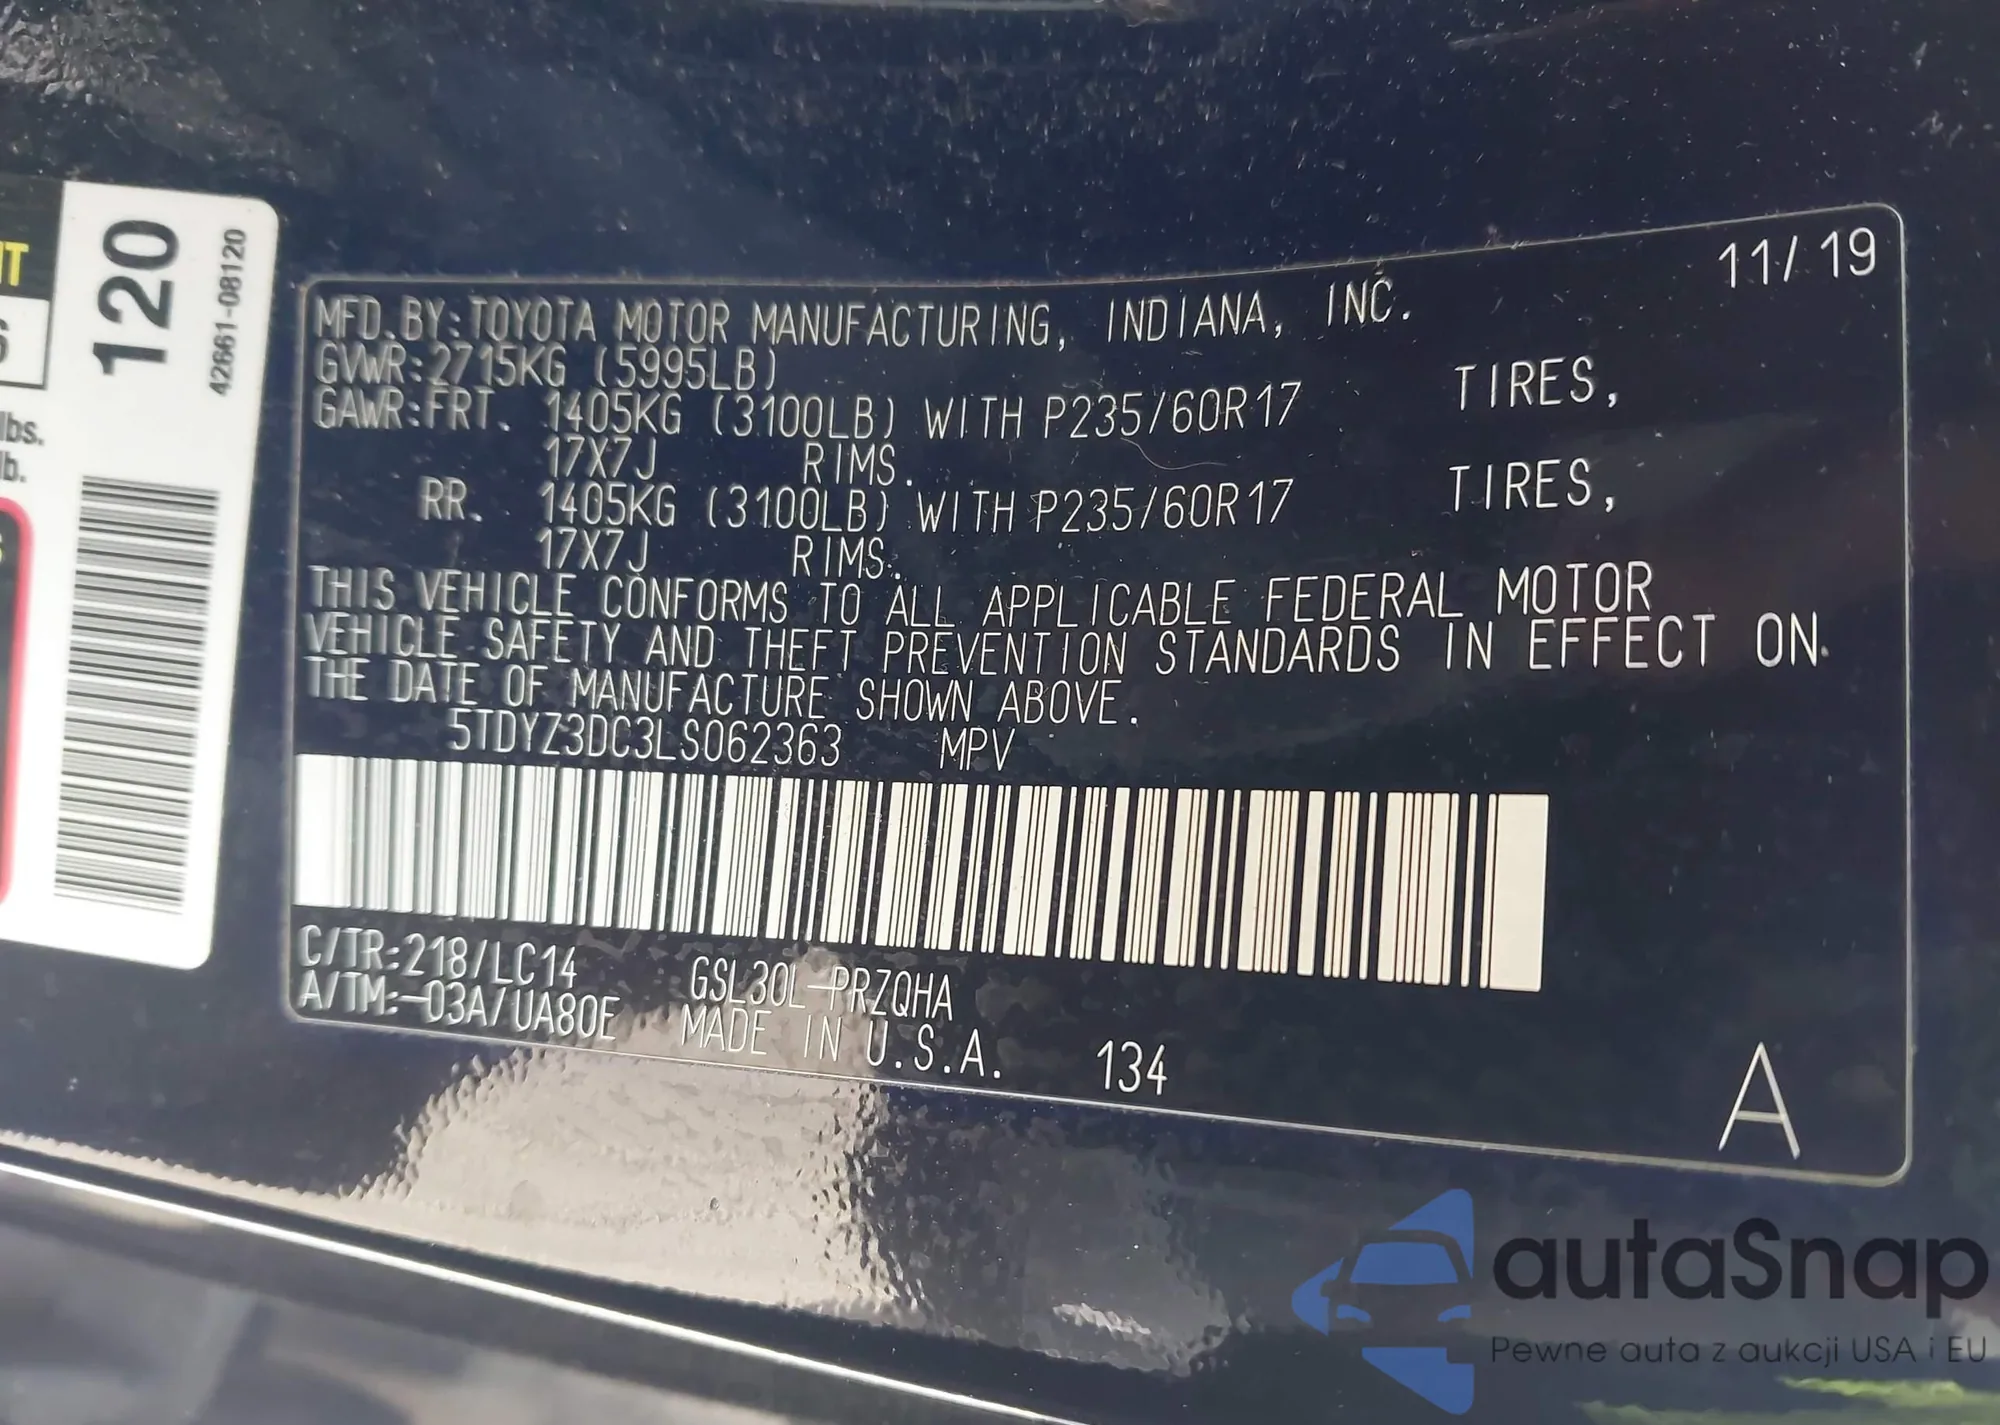 11/19
MFD.BY:TOYOTA MOTOR MANUFACTURING, INDIANA, INC.
GVWR:2715KG (5995LB)
GAWR:FRT. 1405KG (3100LB) WITH P235/60R17 TIRES,
17X7J RIMS.
RR. 1405KG (3100LB) WITH P235/60R17 TIRES,
17X7J RIMS.
THIS VEHICLE CONFORMS TO ALL APPLICABLE FEDERAL MOTOR
VEHICLE SAFETY AND THEFT PREVENTION STANDARDS IN EFFECT ON
THE DATE OF MANUFACTURE SHOWN ABOVE.
5TDYZ3DC3LS062363 MPV
C/TR:218/LC14 GSL30L-PRZQHA
A/TM:-03A/UA80E MADE IN U.S.A. 134
A
120
42661-08120
lbs.
lb.
autaSnap
Pewne auta z aukcji USA i EU